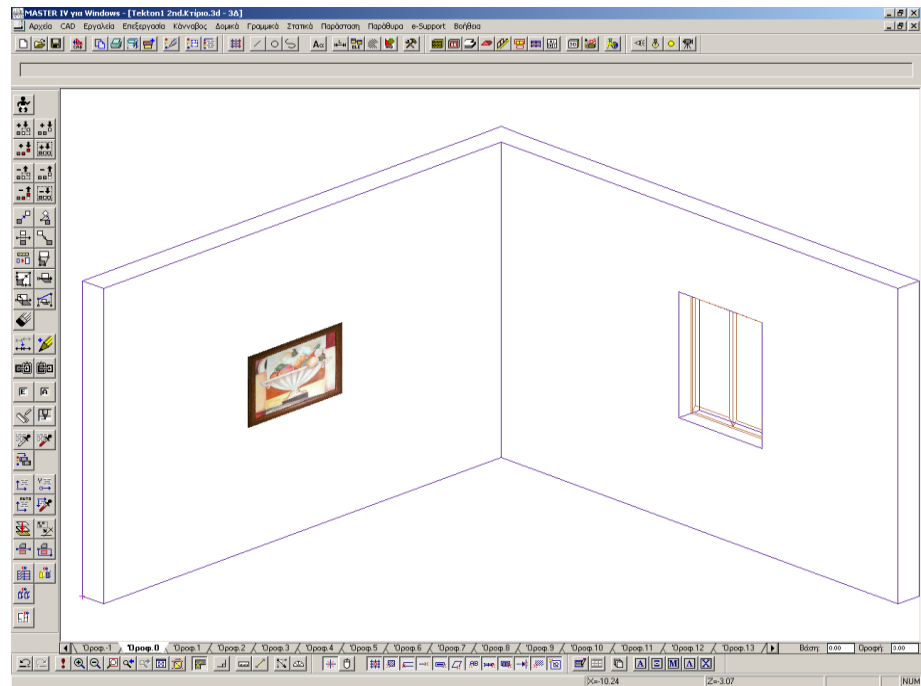 MASTER IV για Windows - [Tekton1 2nd.Κτίριο.3d - 3Δ]
Αρχεία CAD Εργαλεία Επεξεργασία Κάνναβος Δομικά Γραμμικά Στατικά Παράσταση Παράθυρα e-Support Βοήθεια
Όροφ.-1 Όροφ.0 Όροφ.1 Όροφ.2 Όροφ.3 Όροφ.4 Όροφ.5 Όροφ.6 Όροφ.7 Όροφ.8 Όροφ.9 Όροφ.10 Όροφ.11 Όροφ.12 Όροφ.13 Βάση: 0.00 Οροφή: 0.00
X=-10.24 Z=-3.07 NUM